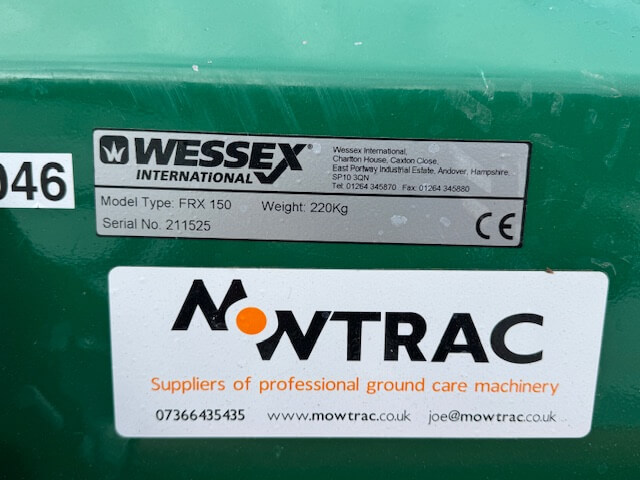 046
WESSEX
INTERNATIONAL
Wessex International,
Charlton House, Caxton Close,
East Portway Industrial Estate, Andover, Hampshire,
SP10 3QN
Tel: 01264 345870 Fax: 01264 345880
Model Type: FRX 150 Weight: 220Kg
Serial No. 211525
CE
MOWTRAC
Suppliers of professional ground care machinery
07366435435 www.mowtrac.co.uk joe@mowtrac.co.uk